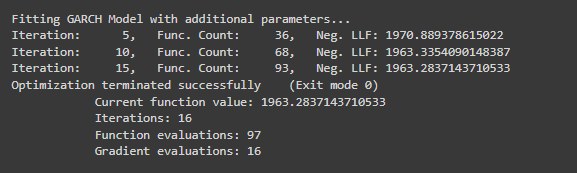 Fitting GARCH Model with additional parameters...
Iteration:      5,   Func. Count:     36,   Neg. LLF: 1970.889378615022
Iteration:     10,   Func. Count:     68,   Neg. LLF: 1963.3354090148387
Iteration:     15,   Func. Count:     93,   Neg. LLF: 1963.2837143710533
Optimization terminated successfully    (Exit mode 0)
            Current function value: 1963.2837143710533
            Iterations: 16
            Function evaluations: 97
            Gradient evaluations: 16